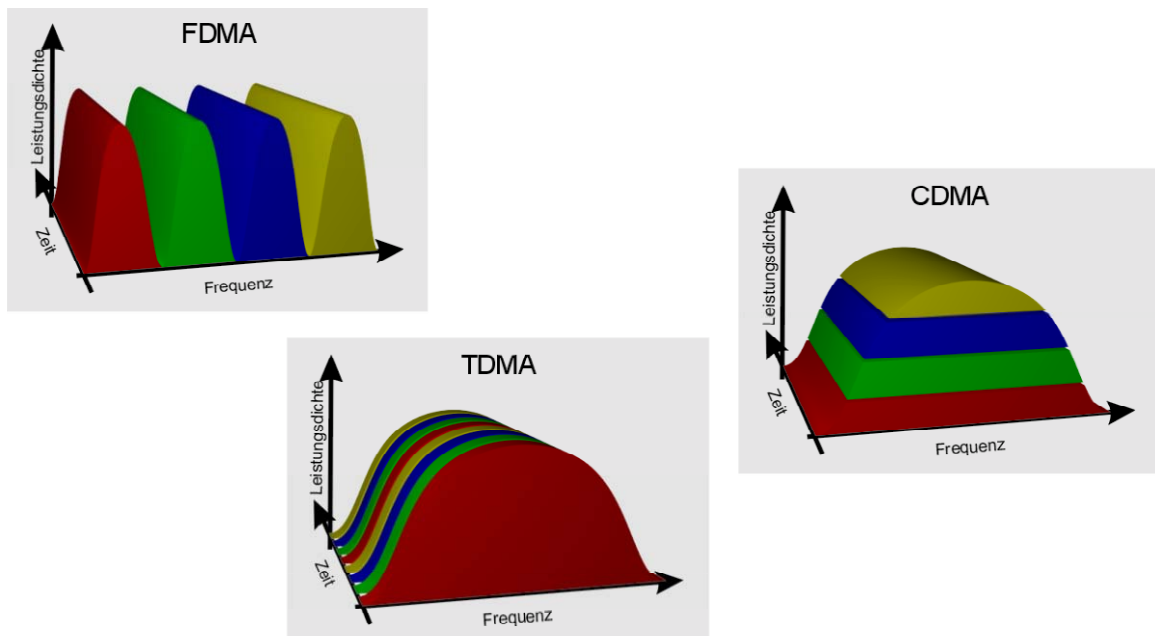 FDMA
Leistungsdichte
Zeit
Frequenz
CDMA
Leistungsdichte
Zeit
Frequenz
TDMA
Leistungsdichte
Zeit
Frequenz